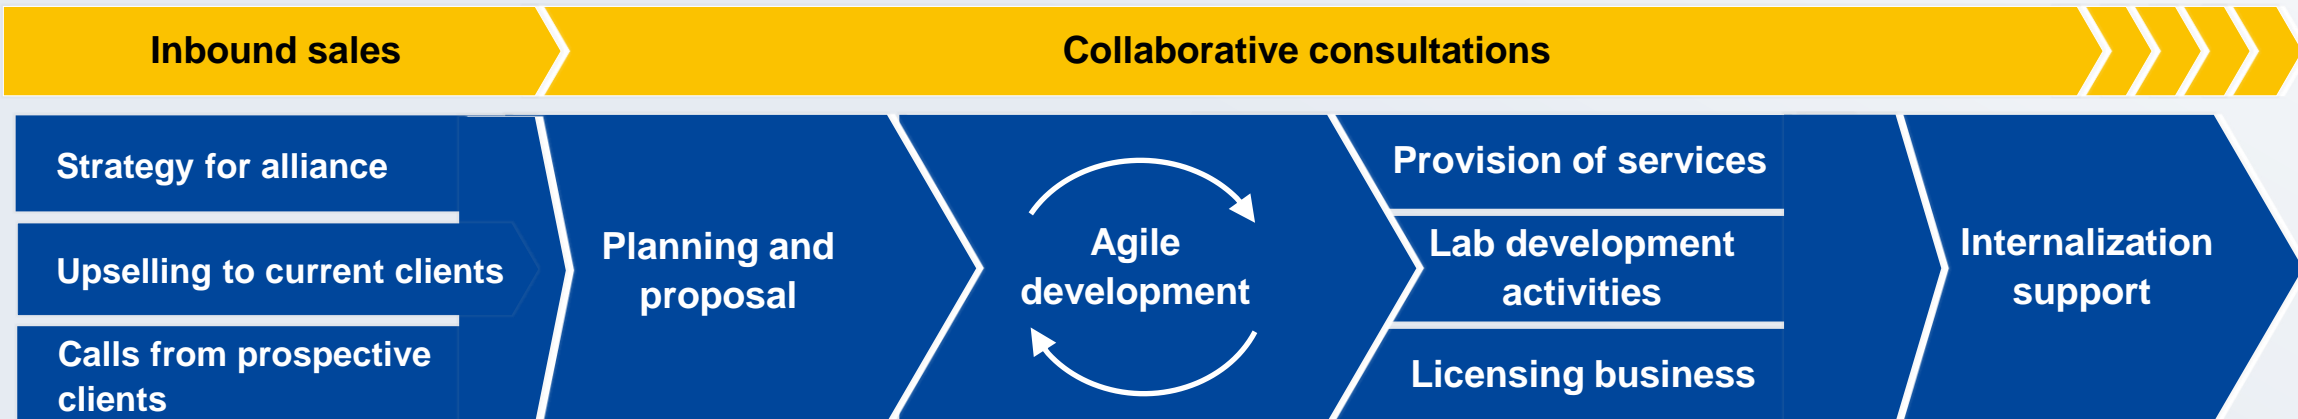 Inbound sales
Collaborative consultations
Strategy for alliance
Upselling to current clients
Calls from prospective
clients
Planning and
proposal
Agile
development
Provision of services
Lab development
activities
Licensing business
Internalization
support